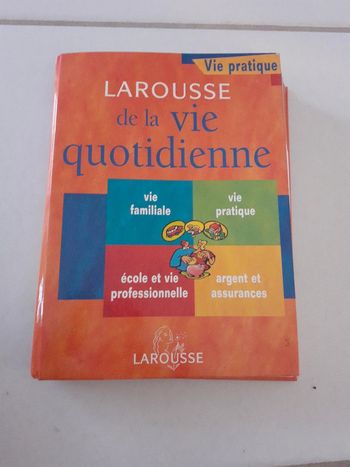 Vie pratique
LAROUSSE
de la vie
quotidienne
vie
familiale
vie
pratique
école et vie
professionnelle
argent et
assurances
LAROUSSE